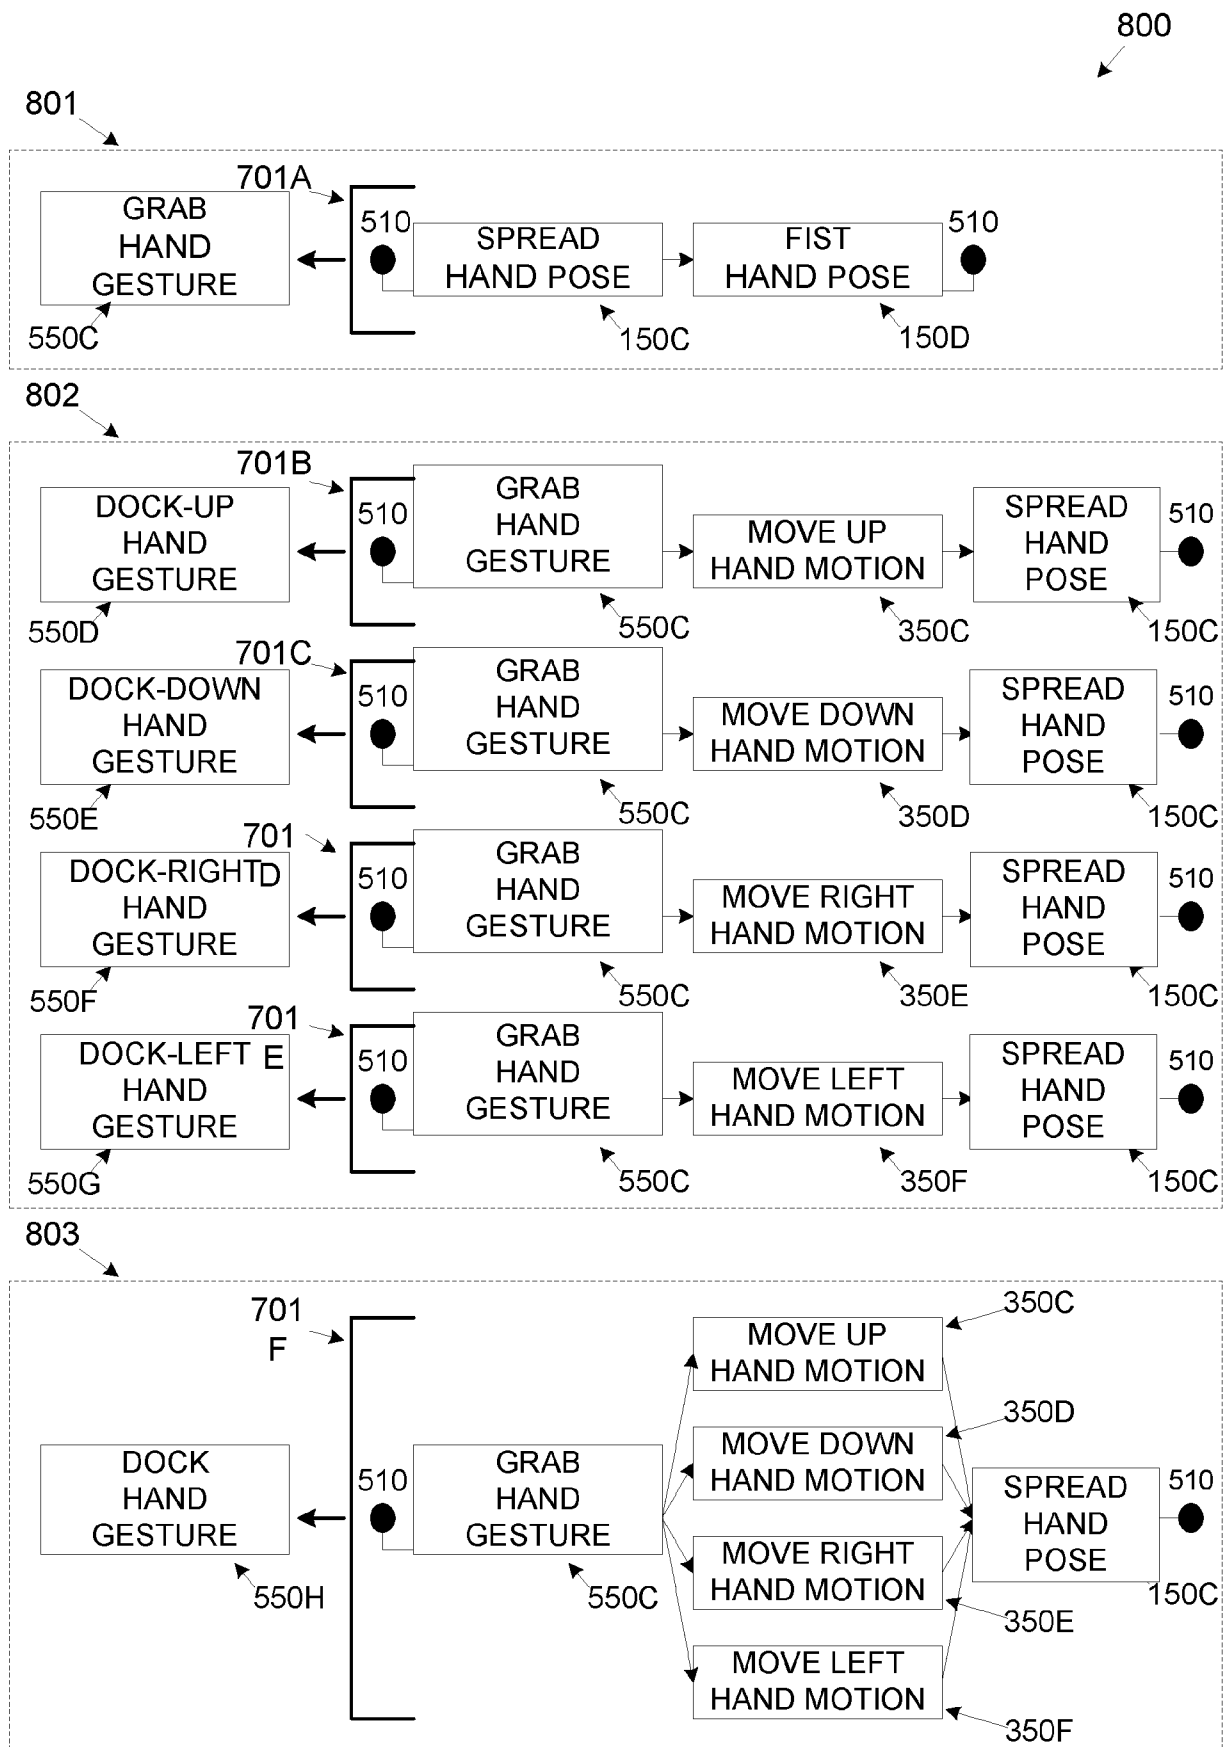 800
801
701A
GRAB
HAND
GESTURE
550C
510
SPREAD
HAND POSE
150C
FIST
HAND POSE
150D
510
802
701B
DOCK-UP
HAND
GESTURE
550D
510
GRAB
HAND
GESTURE
550C
MOVE UP
HAND MOTION
350C
SPREAD
HAND
POSE
150C
510
701C
DOCK-DOWN
HAND
GESTURE
550E
510
GRAB
HAND
GESTURE
550C
MOVE DOWN
HAND MOTION
350D
SPREAD
HAND
POSE
150C
510
701
D
DOCK-RIGHT
HAND
GESTURE
550F
510
GRAB
HAND
GESTURE
550C
MOVE RIGHT
HAND MOTION
350E
SPREAD
HAND
POSE
150C
510
701
E
DOCK-LEFT
HAND
GESTURE
550G
510
GRAB
HAND
GESTURE
550C
MOVE LEFT
HAND MOTION
350F
SPREAD
HAND
POSE
150C
510
803
701
F
DOCK
HAND
GESTURE
550H
510
GRAB
HAND
GESTURE
550C
MOVE UP
HAND MOTION
350C
MOVE DOWN
HAND MOTION
350D
MOVE RIGHT
HAND MOTION
350E
MOVE LEFT
HAND MOTION
350F
SPREAD
HAND
POSE
150C
510